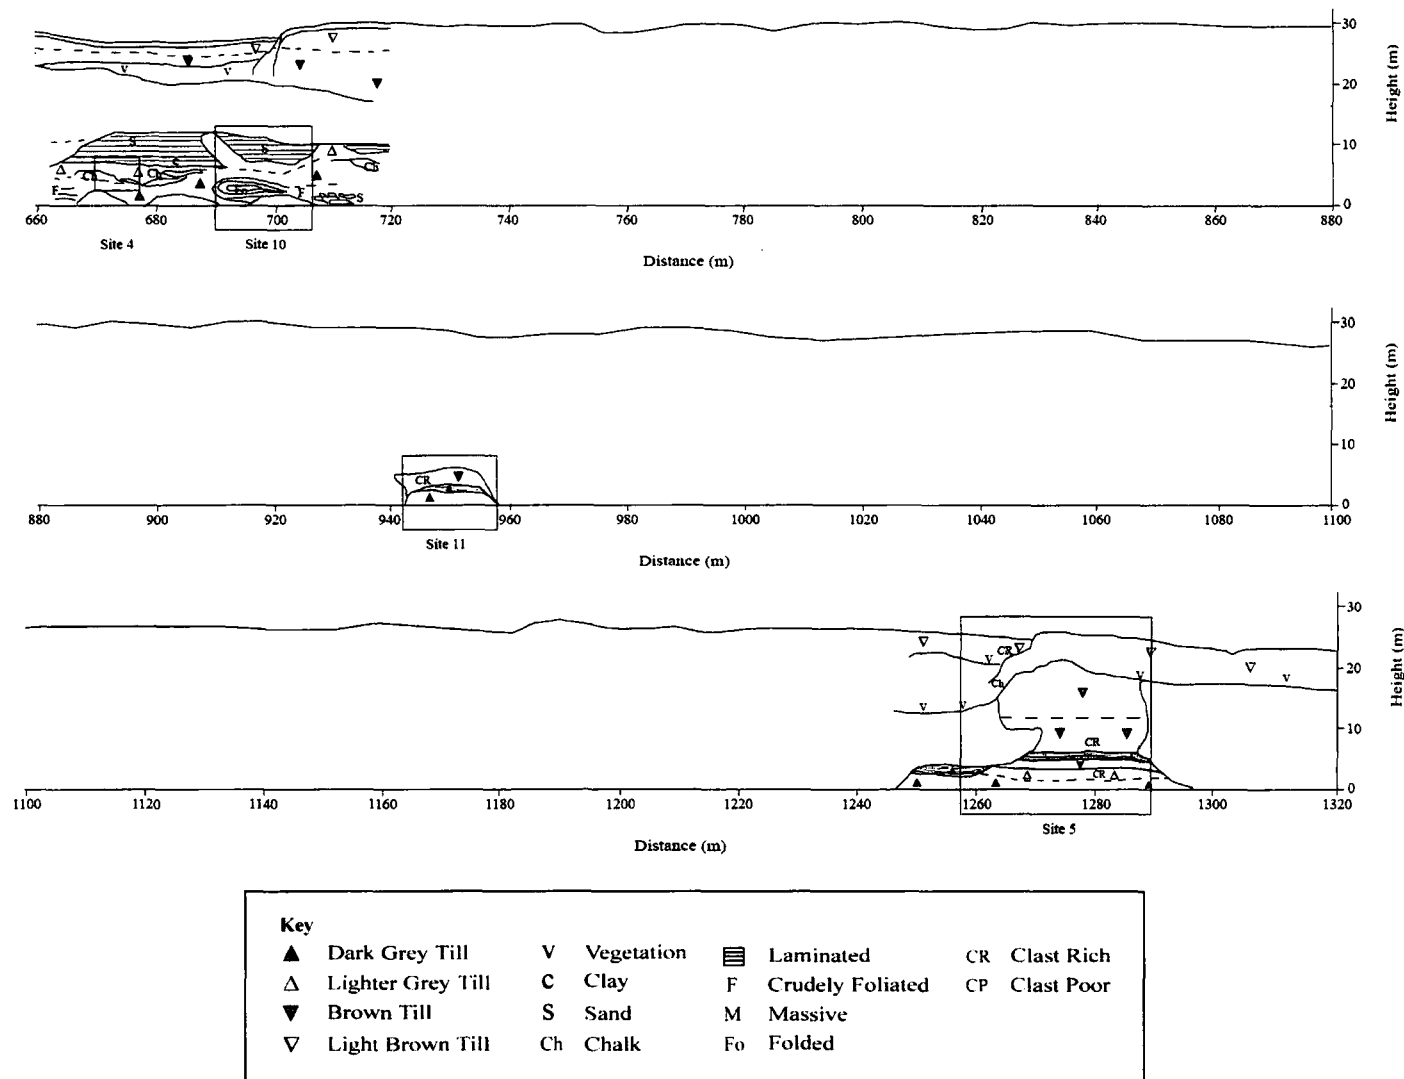 30
20
10
0
Height (m)
V V
S S
C
Ch Ch Ch
F Fo F S
660 680 700 720 740 760 780 800 820 840 860 880
Site 4 Site 10
Distance (m)
30
20
10
0
Height (m)
CR
880 900 920 940 960 980 1000 1020 1040 1060 1080 1100
Site 11
Distance (m)
30
20
10
0
Height (m)
V CR
Ch V V
V V
CR
CR
1100 1120 1140 1160 1180 1200 1220 1240 1260 1280 1300 1320
Site 5
Distance (m)
Key
Dark Grey Till V Vegetation Laminated CR Clast Rich
Lighter Grey Till C Clay F Crudely Foliated CP Clast Poor
Brown Till S Sand M Massive
Light Brown Till Ch Chalk Fo Folded